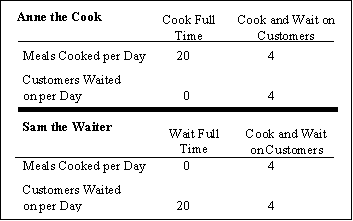 Anne the Cook Cook Full Time Cook and Wait on Customers
Meals Cooked per Day 20 4
Customers Waited
on per Day 0 4
Sam the Waiter Wait Full Time Cook and Wait on Customers
Meals Cooked per Day 0 4
Customers Waited
on per Day 20 4